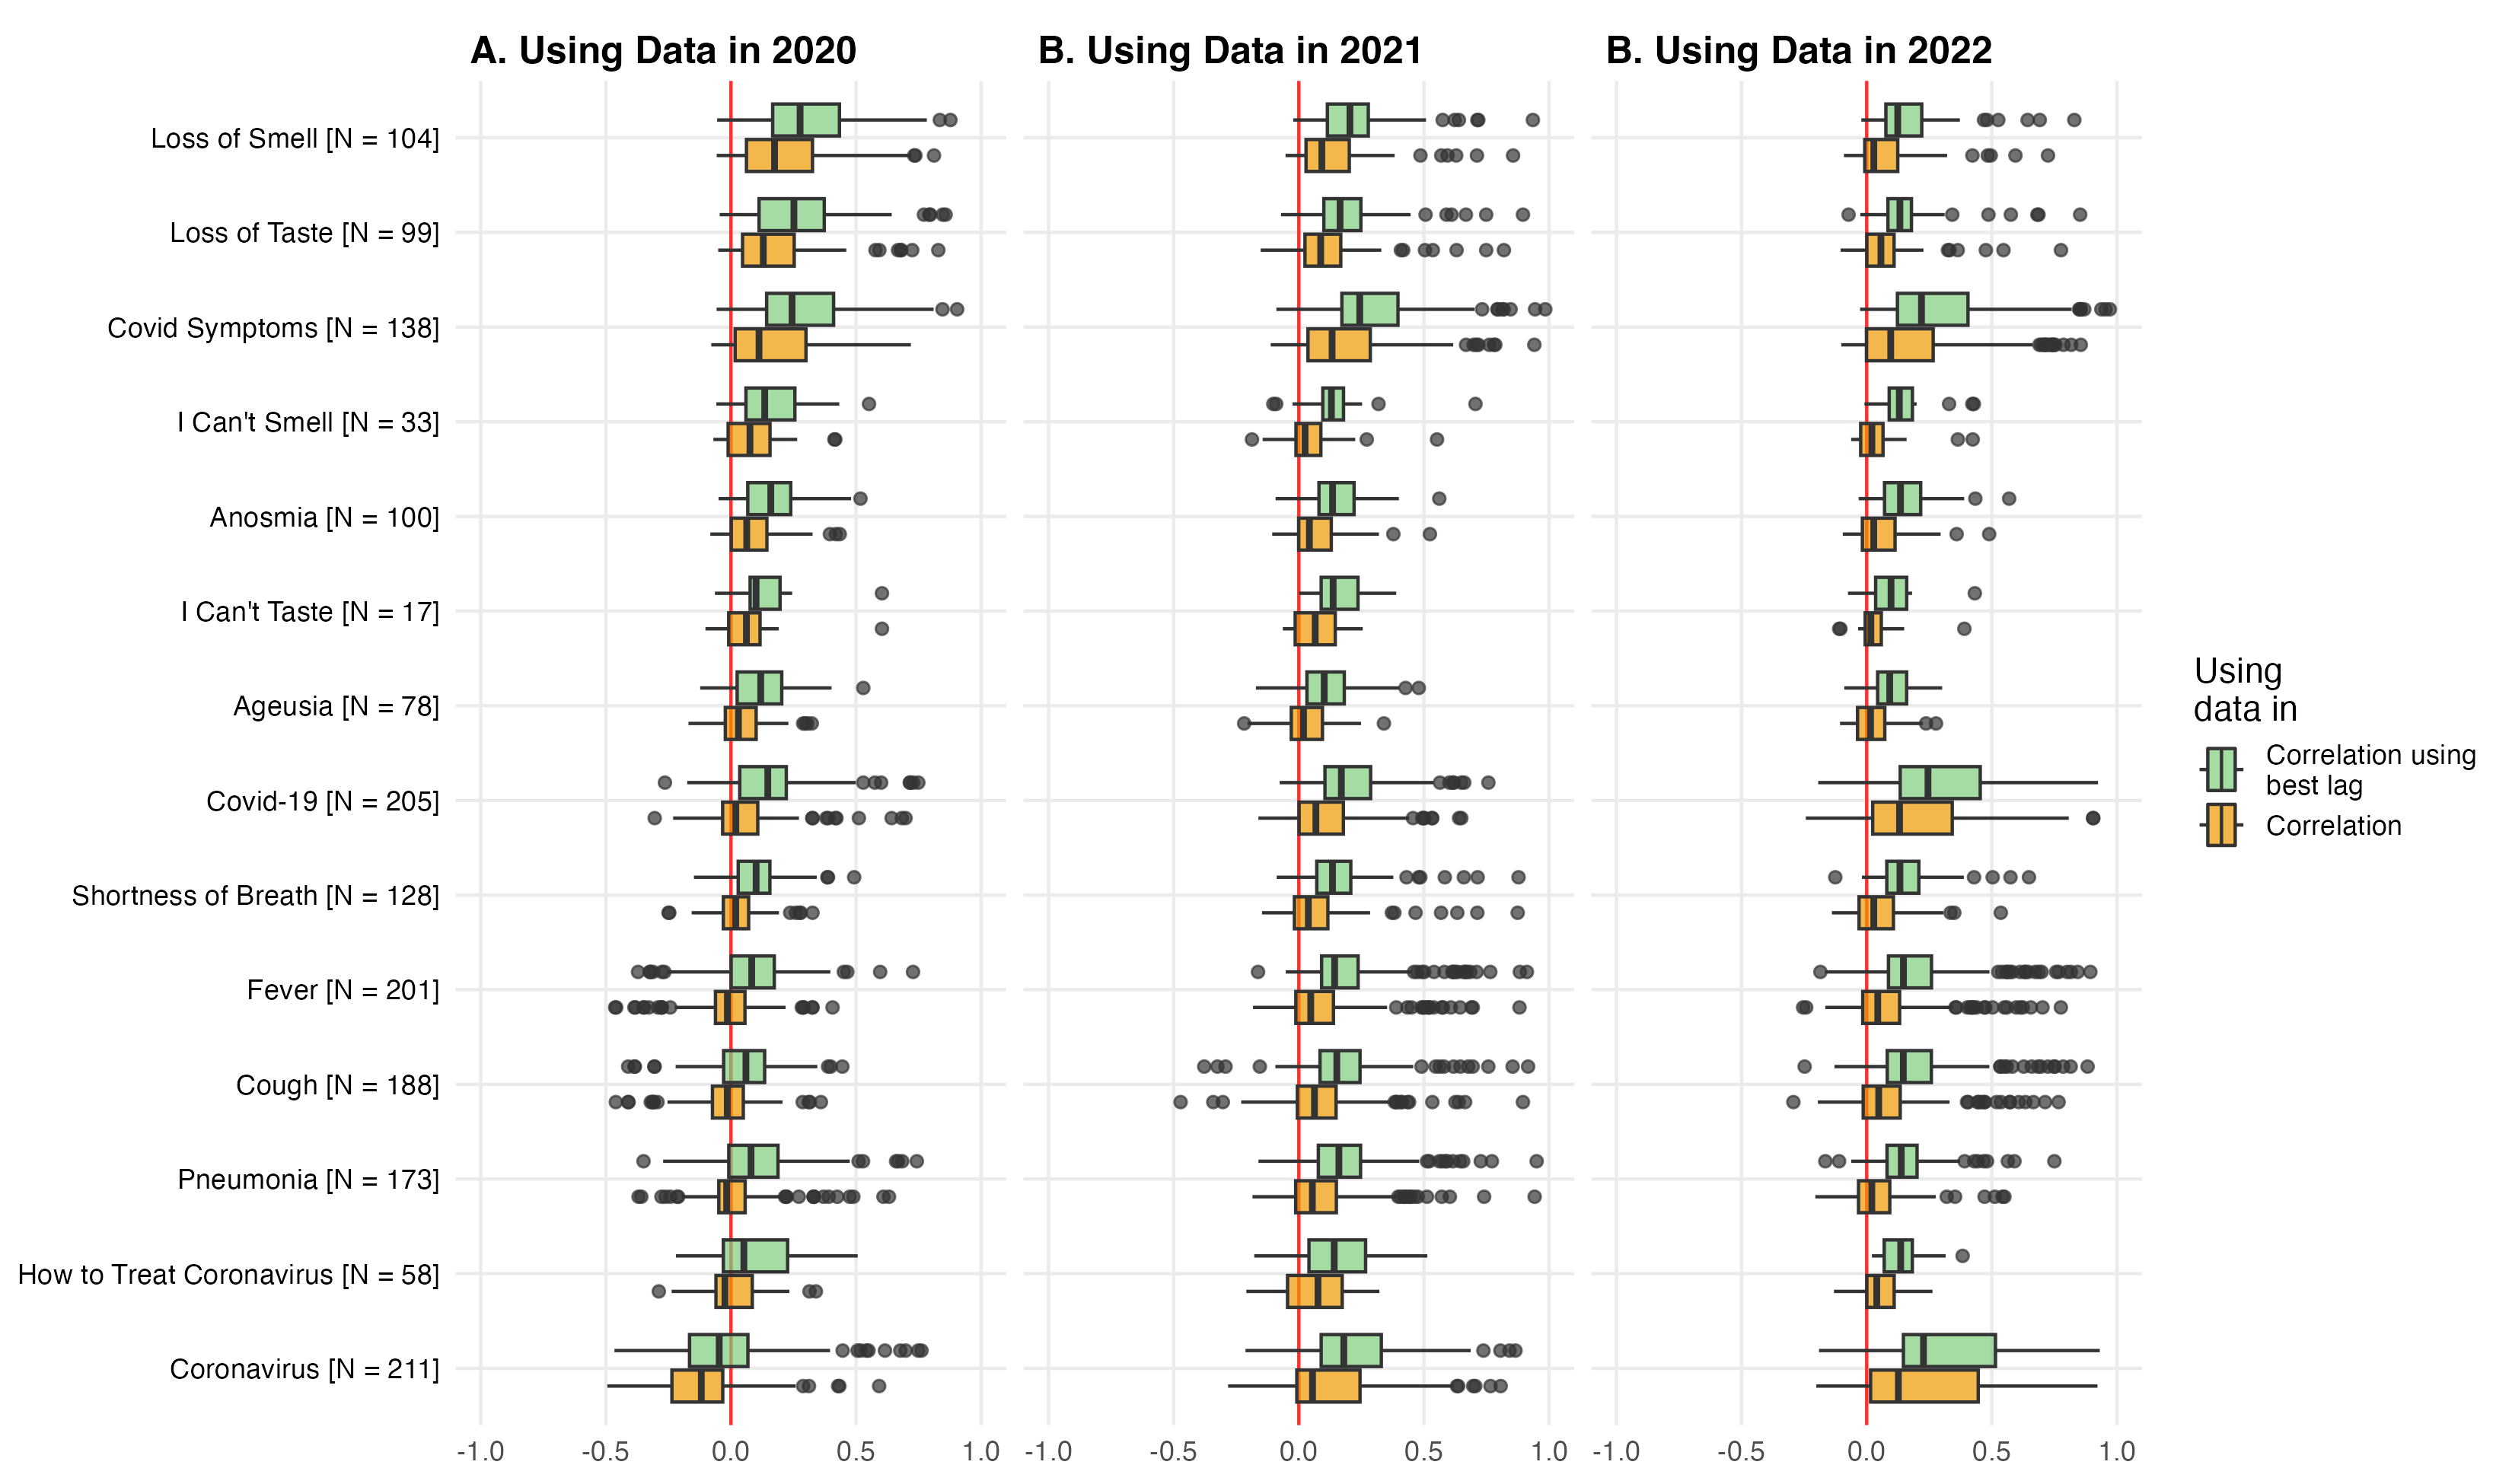 A. Using Data in 2020
B. Using Data in 2021
B. Using Data in 2022
Loss of Smell [N = 104]
Loss of Taste [N = 99]
Covid Symptoms [N = 138]
I Can't Smell [N = 33]
Anosmia [N = 100]
I Can't Taste [N = 17]
Ageusia [N = 78]
Covid-19 [N = 205]
Shortness of Breath [N = 128]
Fever [N = 201]
Cough [N = 188]
Pneumonia [N = 173]
How to Treat Coronavirus [N = 58]
Coronavirus [N = 211]
-1.0 -0.5 0.0 0.5 1.0
-1.0 -0.5 0.0 0.5 1.0
-1.0 -0.5 0.0 0.5 1.0
Using
data in
Correlation using
best lag
Correlation